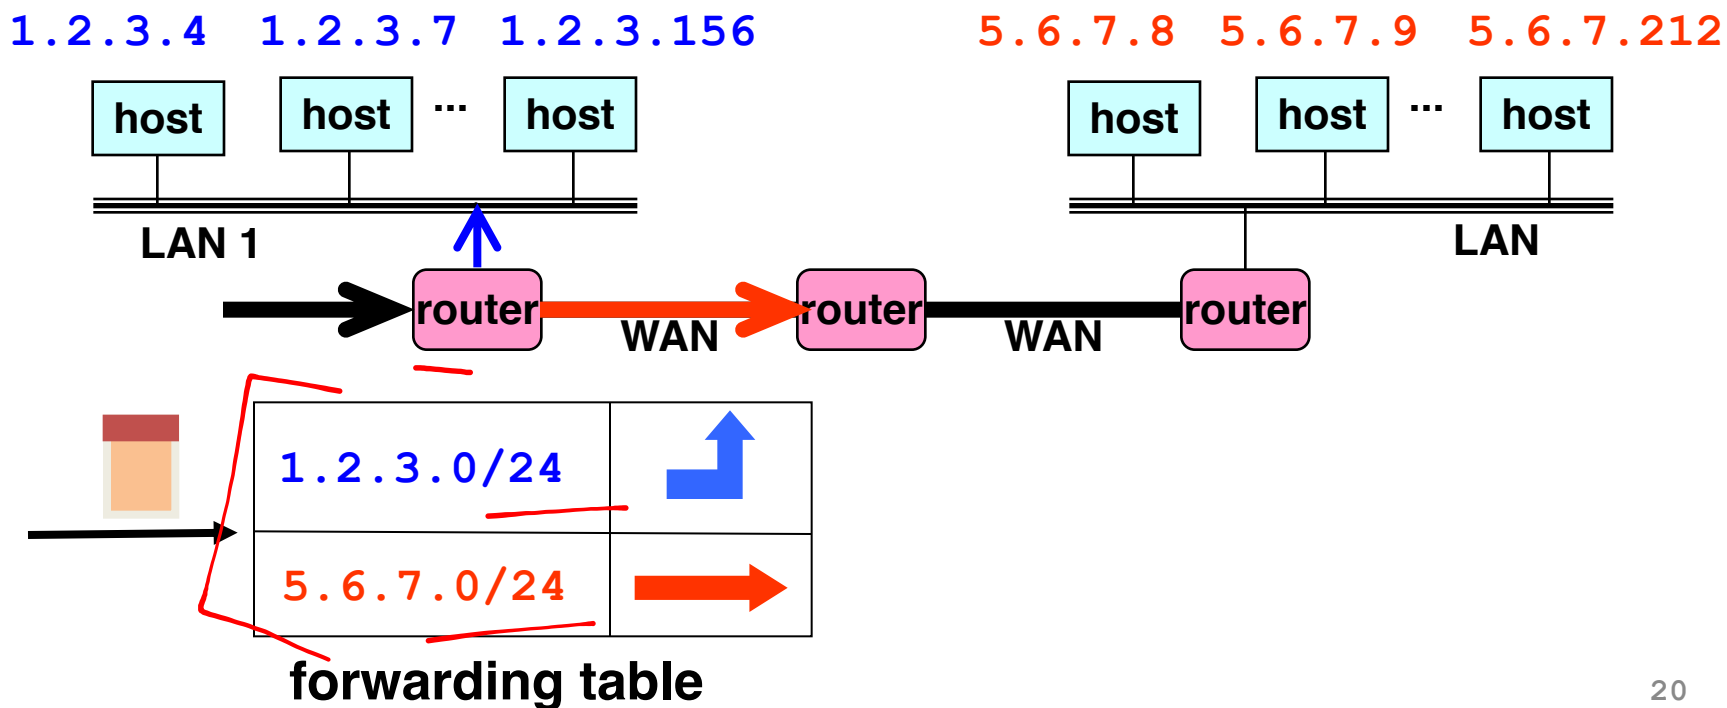 1.2.3.4 1.2.3.7 1.2.3.156 5.6.7.8 5.6.7.9 5.6.7.212
host host ... host host host ... host
LAN 1 LAN
router router router
WAN WAN
1.2.3.0/24
5.6.7.0/24
forwarding table
20